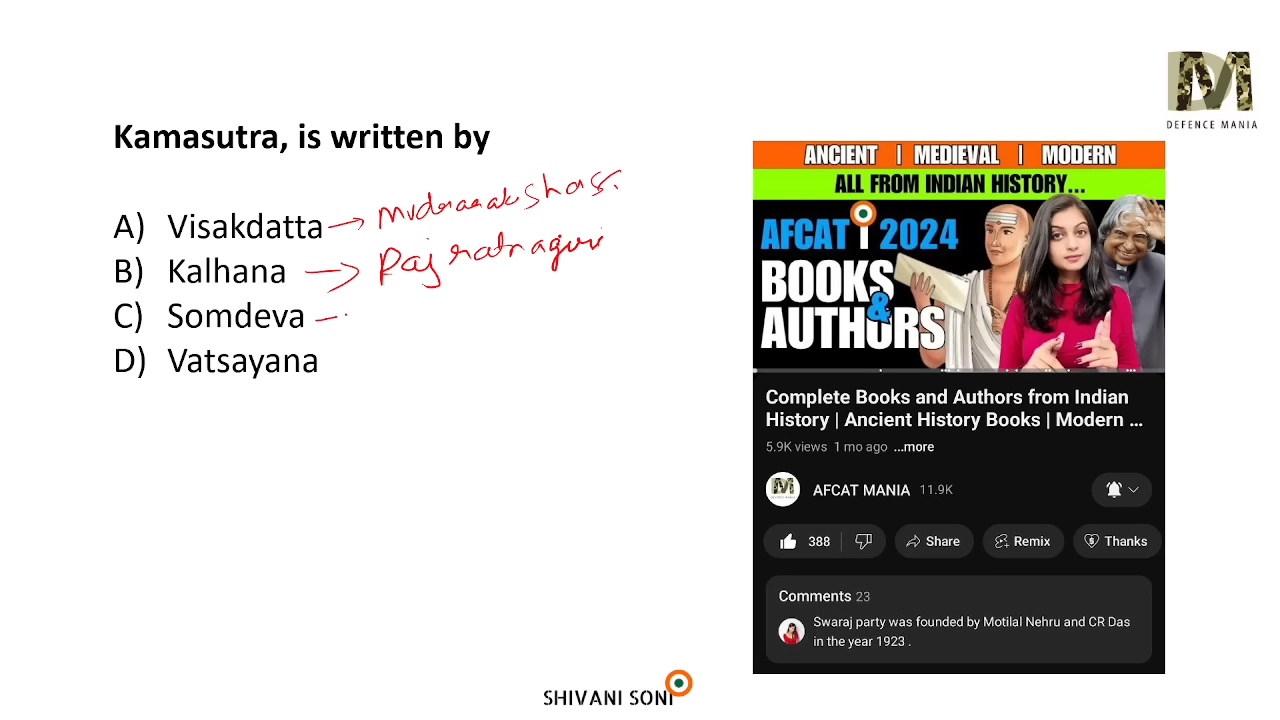 DEFENCE MANIA
Kamasutra, is written by
A) Visakdatta → mudraraakshas.
B) Kalhana → Rajratnagiri
C) Somdeva
D) Vatsayana
ANCIENT | MEDIEVAL | MODERN
ALL FROM INDIAN HISTORY...
AFCAT 1 2024
BOOKS
&
AUTHORS
Complete Books and Authors from Indian
History | Ancient History Books | Modern ...
5.9K views 1 mo ago ...more
AFCAT MANIA 11.9K
388 Share Remix Thanks
Comments 23
Swaraj party was founded by Motilal Nehru and CR Das
in the year 1923 .
SHIVANI SONI